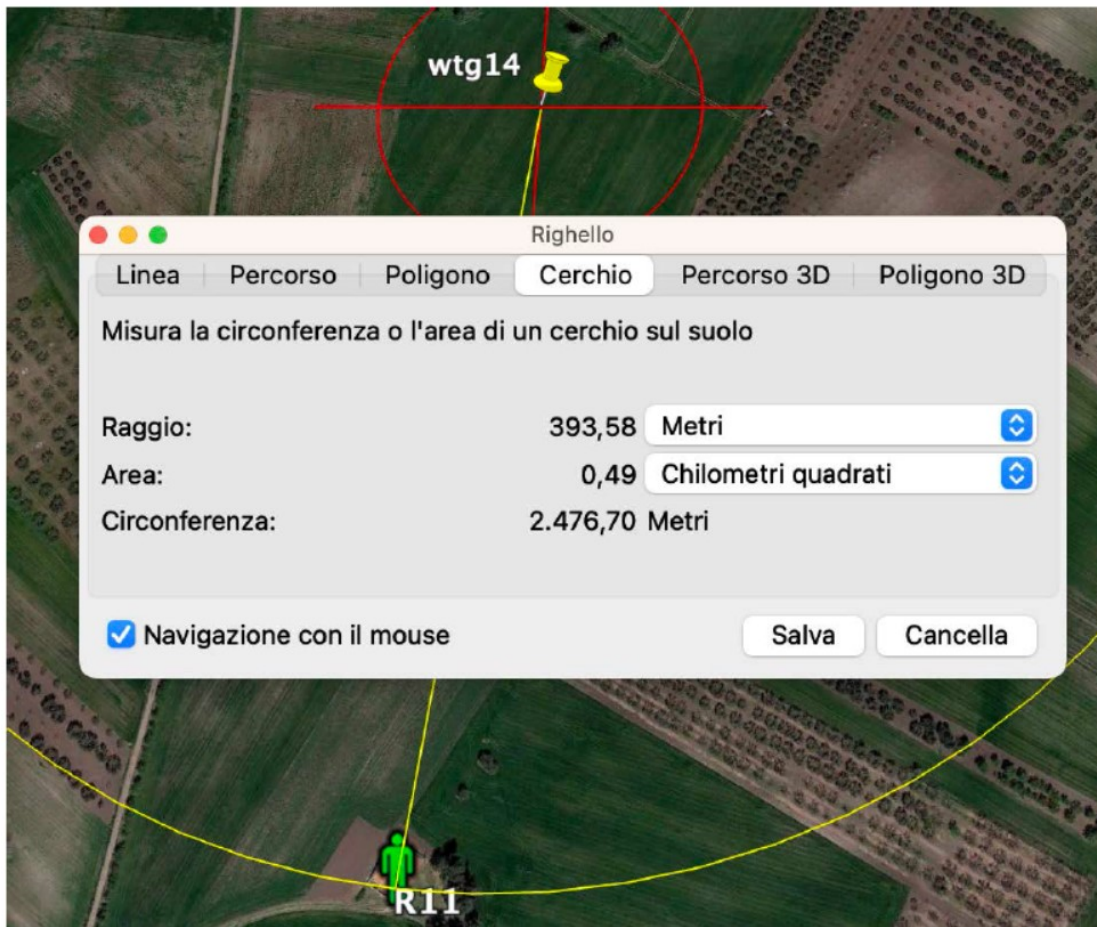 wtg14
Righello
Linea Percorso Poligono Cerchio Percorso 3D Poligono 3D
Misura la circonferenza o l'area di un cerchio sul suolo
Raggio: 393,58 Metri
Area: 0,49 Chilometri quadrati
Circonferenza: 2.476,70 Metri
Navigazione con il mouse Salva Cancella
R11